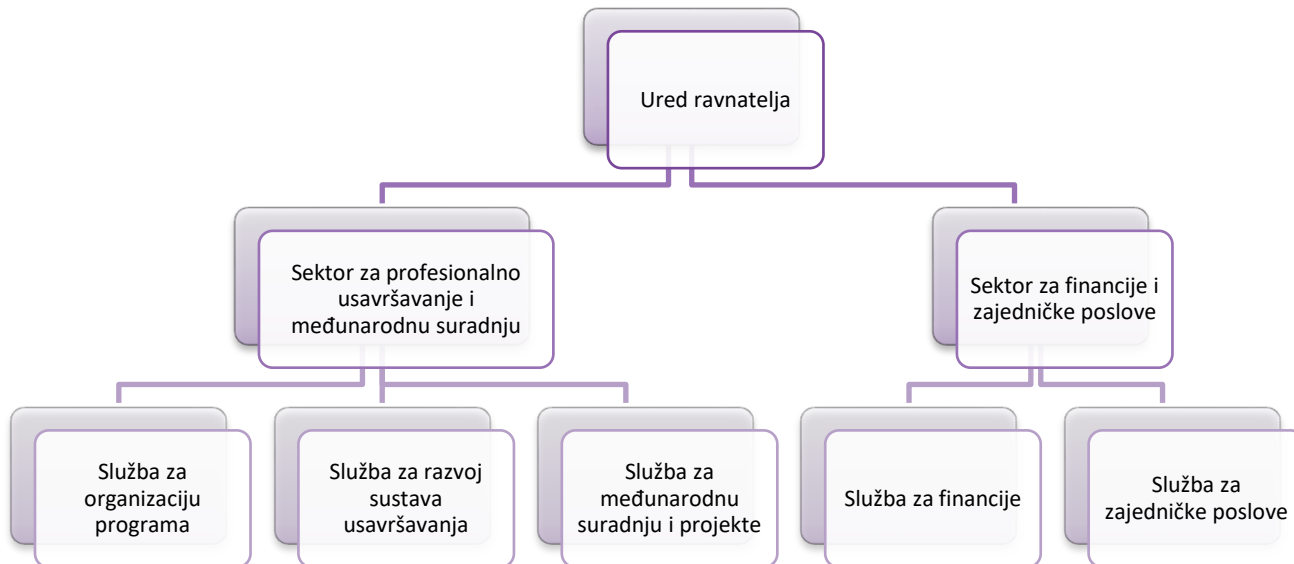 Ured ravnatelja
Sektor za profesionalno
usavršavanje i
međunarodnu suradnju
Sektor za financije i
zajedničke poslove
Služba za
organizaciju
programa
Služba za razvoj
sustava
usavršavanja
Služba za
međunarodnu
suradnju i projekte
Služba za financije
Služba za
zajedničke poslove